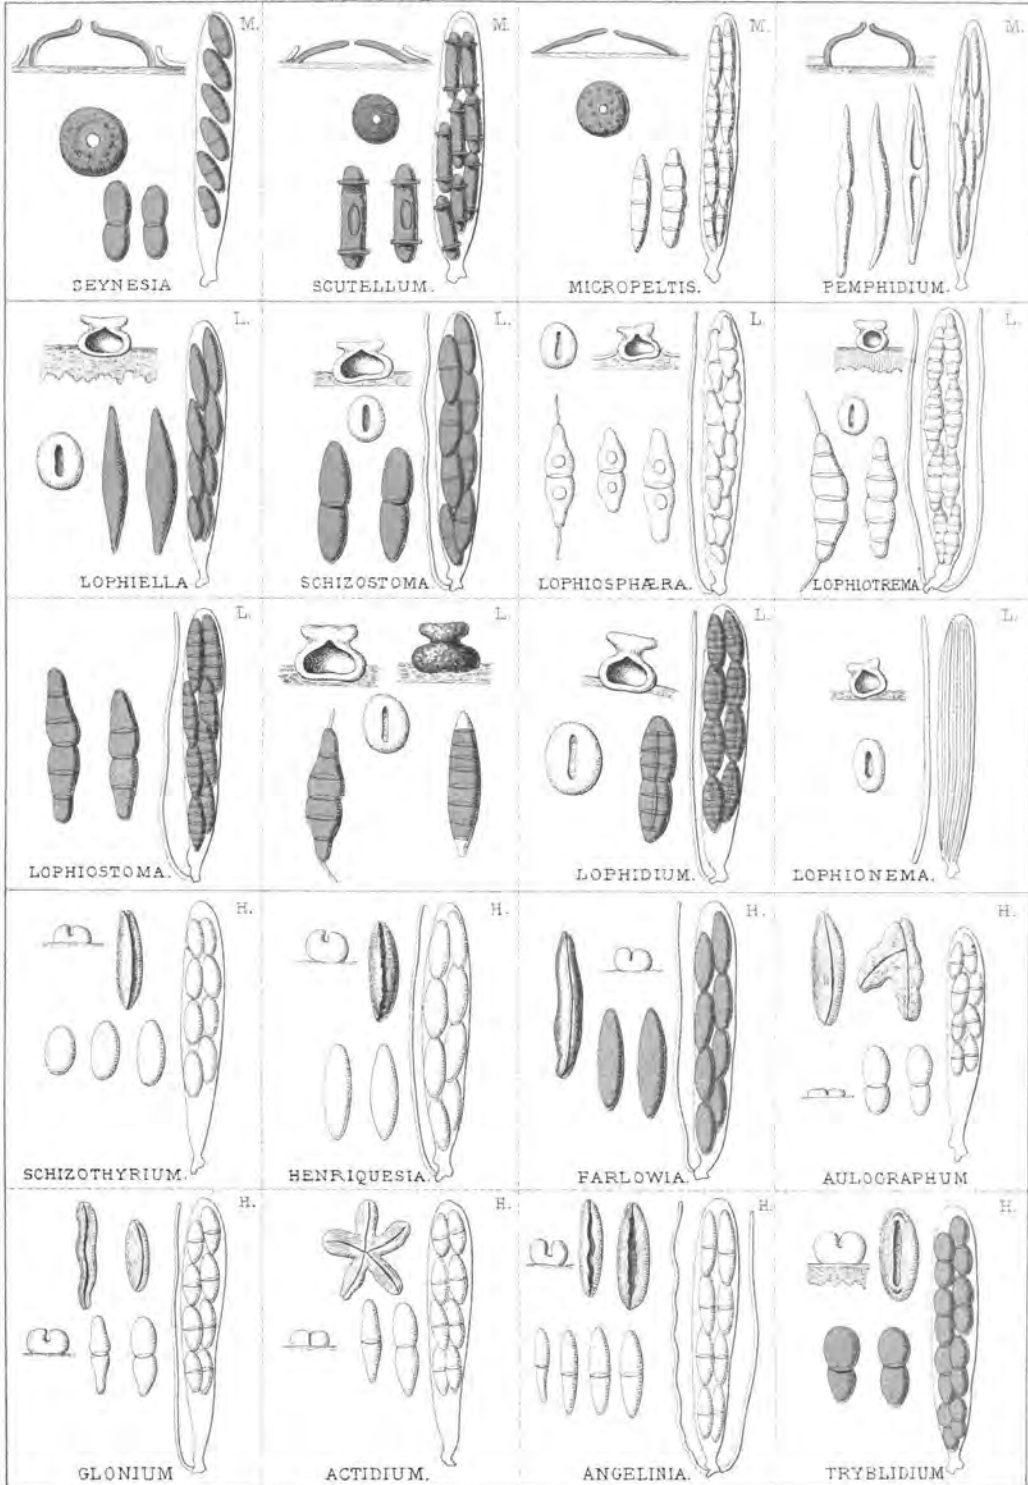 M.
SEYNESIA
M.
SCUTELLUM.
M.
MICROPELTIS.
M.
PEMPHIDIUM.
L.
LOPHIELLA
L.
SCHIZOSTOMA
L.
LOPHIOSPHÆRA.
L.
LOPHIOTREMA
L.
LOPHIOSTOMA.
L.
L.
LOPHIDIUM.
L.
LOPHIONEMA.
H.
SCHIZOTHYRIUM.
H.
HENRIQUESIA.
H.
FARLOWIA.
H.
AULOGRAPHUM
H.
GLONIUM
H.
ACTIDIUM.
H.
ANGELINIA.
H.
TRYBLIDIUM